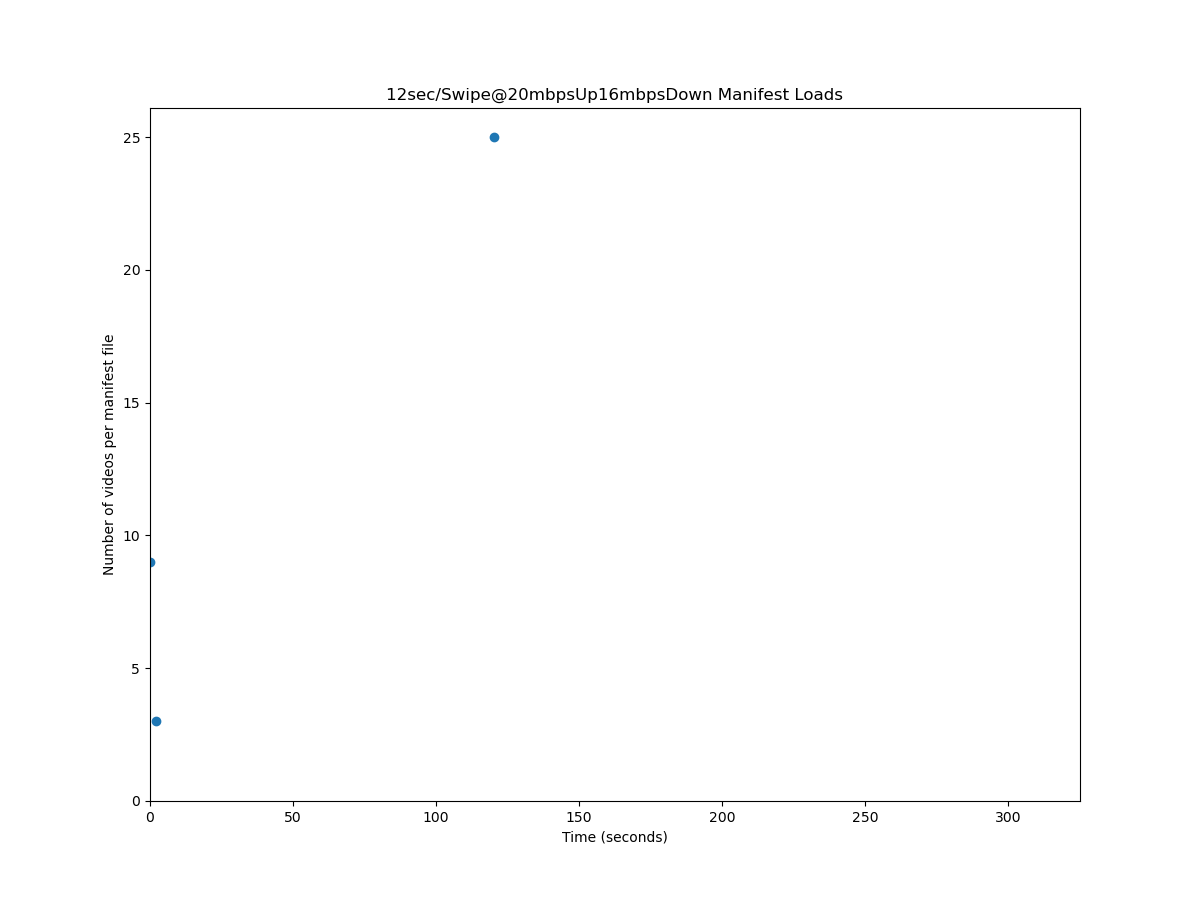 12sec/Swipe@20mbpsUp16mbpsDown Manifest Loads
25
20
15
10
5
0
Number of videos per manifest file
0 50 100 150 200 250 300
Time (seconds)